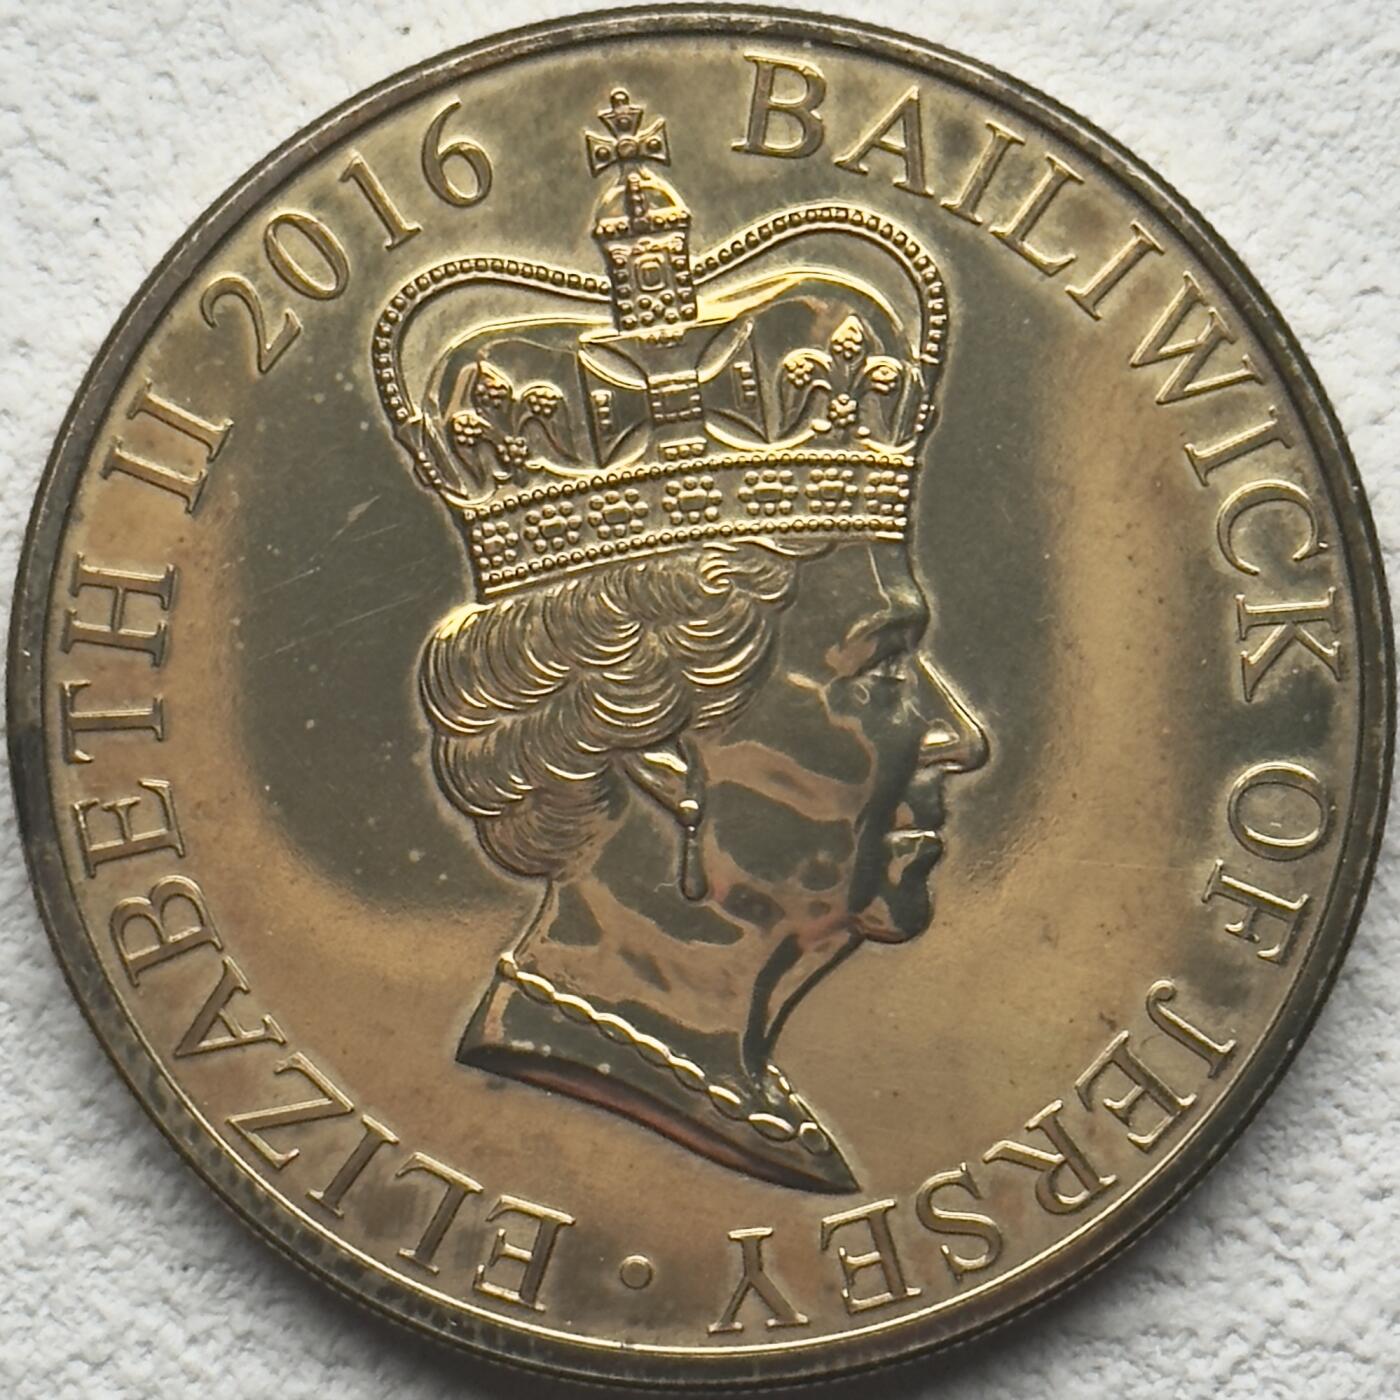 ELIZABETH II 2016
BAILIWICK OF JERSEY ·